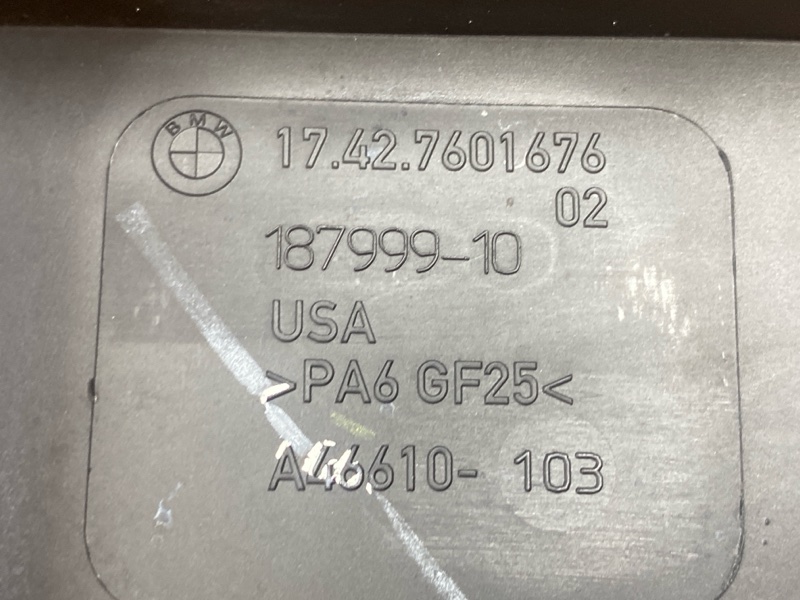 BMW 17.42.7601676
02
187999-10
USA
>PA6 GF25<
A46610- 103